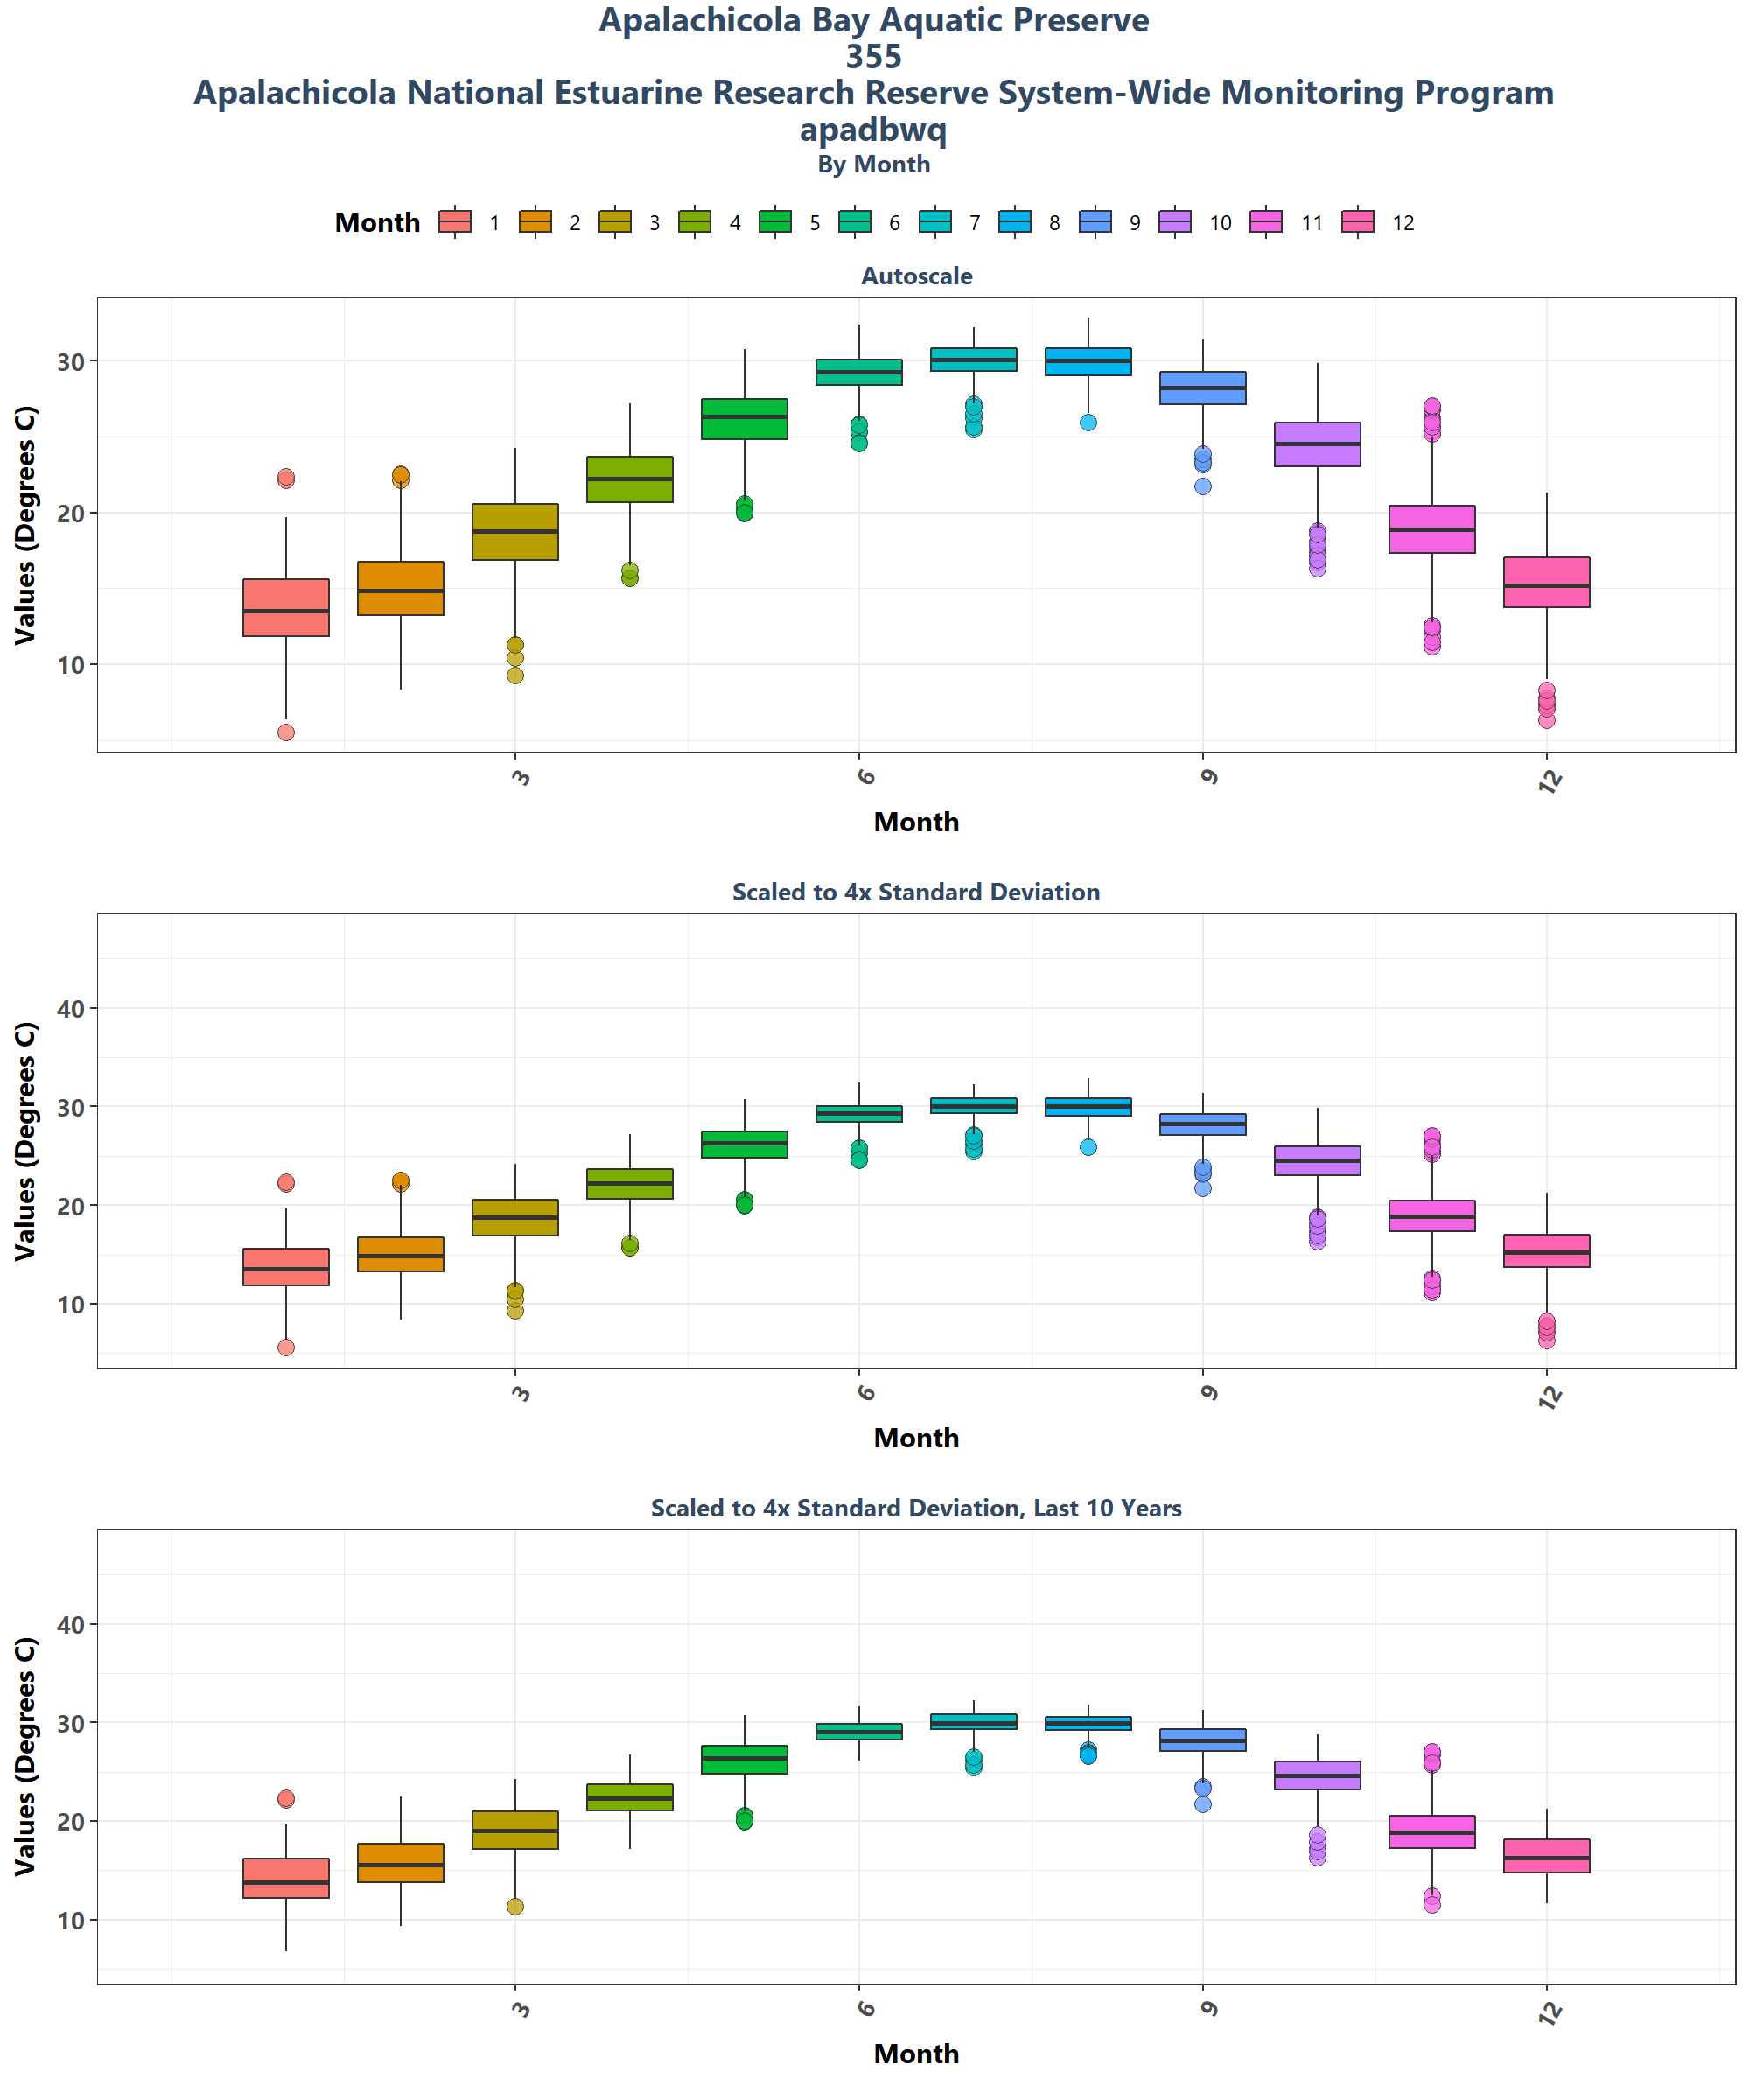 Apalachicola Bay Aquatic Preserve
355
Apalachicola National Estuarine Research Reserve System-Wide Monitoring Program
apadbwq
By Month
Month 1 2 3 4 5 6 7 8 9 10 11 12
Autoscale
Values (Degrees C)
30
20
10
3 6 9 12
Month
Scaled to 4x Standard Deviation
Values (Degrees C)
40
30
20
10
3 6 9 12
Month
Scaled to 4x Standard Deviation, Last 10 Years
Values (Degrees C)
40
30
20
10
3 6 9 12
Month